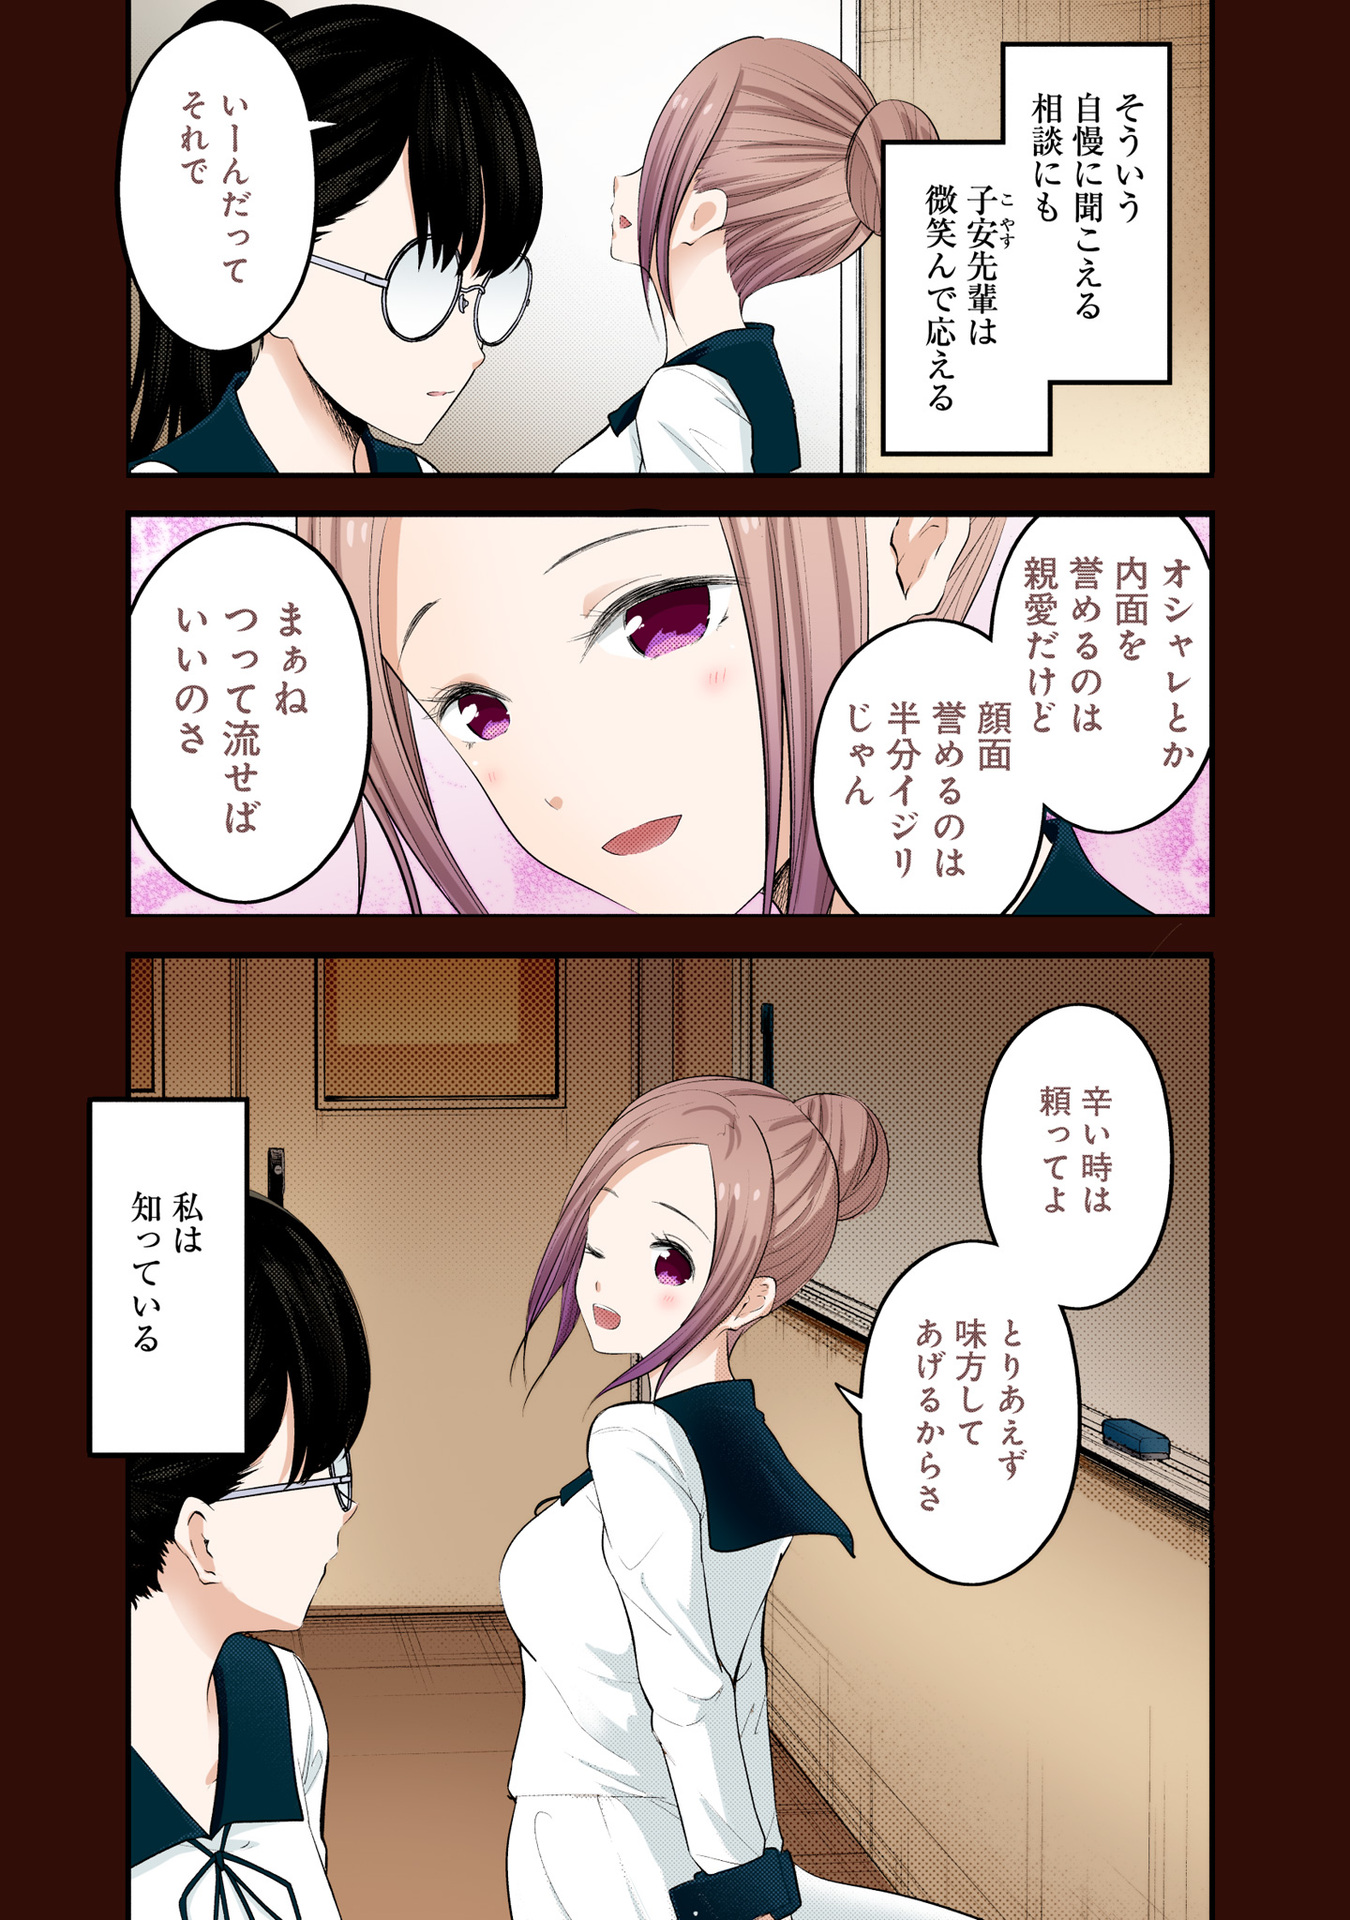 そういう
自慢に聞こえる
相談にも
子安先輩は
こやす
微笑んで応える
いーんだって
それで
オシャレとか
内面を
誉めるのは
親愛だけど
顔面
誉めるのは
半分イジリ
じゃん
まぁね
つって流せば
いいのさ
辛い時は
頼ってよ
とりあえず
味方して
あげるからさ
私は
知っている